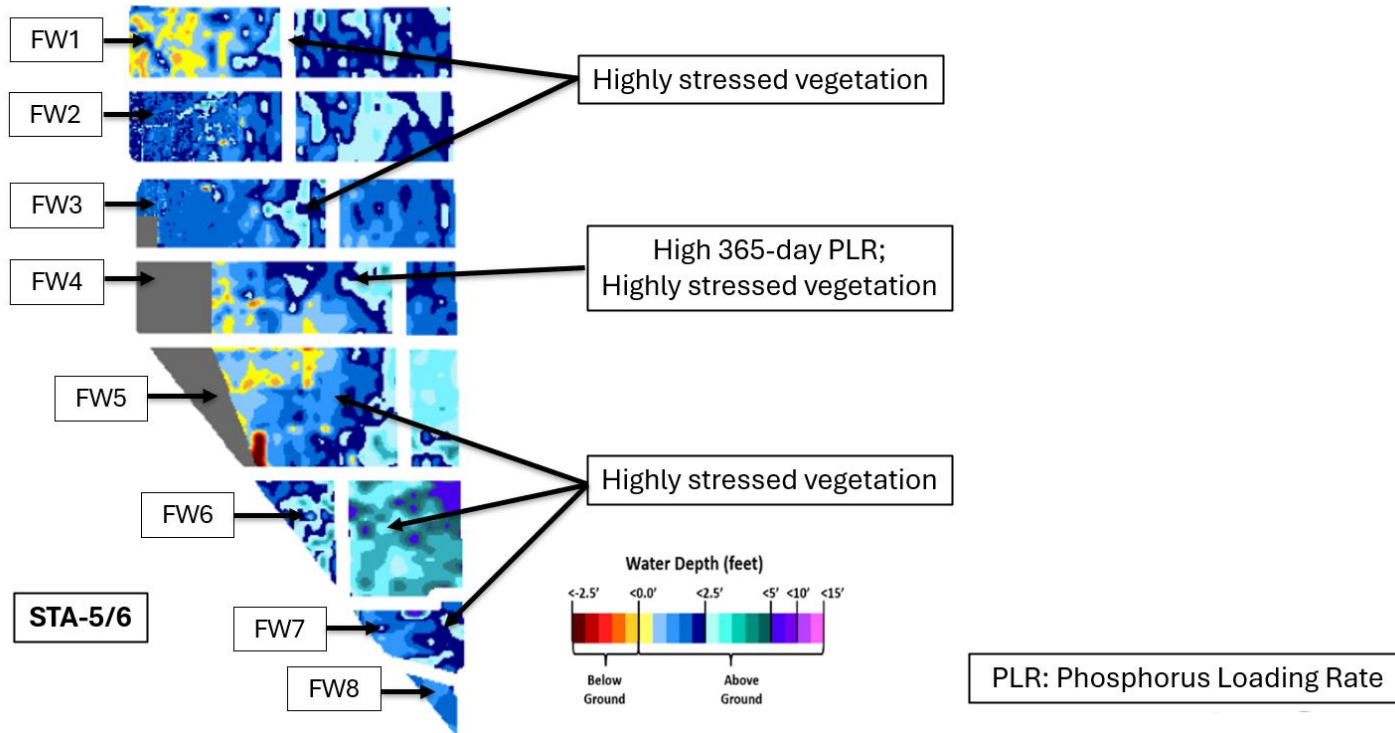 FW1
Highly stressed vegetation
FW2
FW3
High 365-day PLR;
Highly stressed vegetation
FW4
FW5
Highly stressed vegetation
FW6
Water Depth (feet)
<-2.5' <0.0' <2.5' <5' <10' <15'
STA-5/6
FW7
Below
Ground
Above
Ground
FW8
PLR: Phosphorus Loading Rate